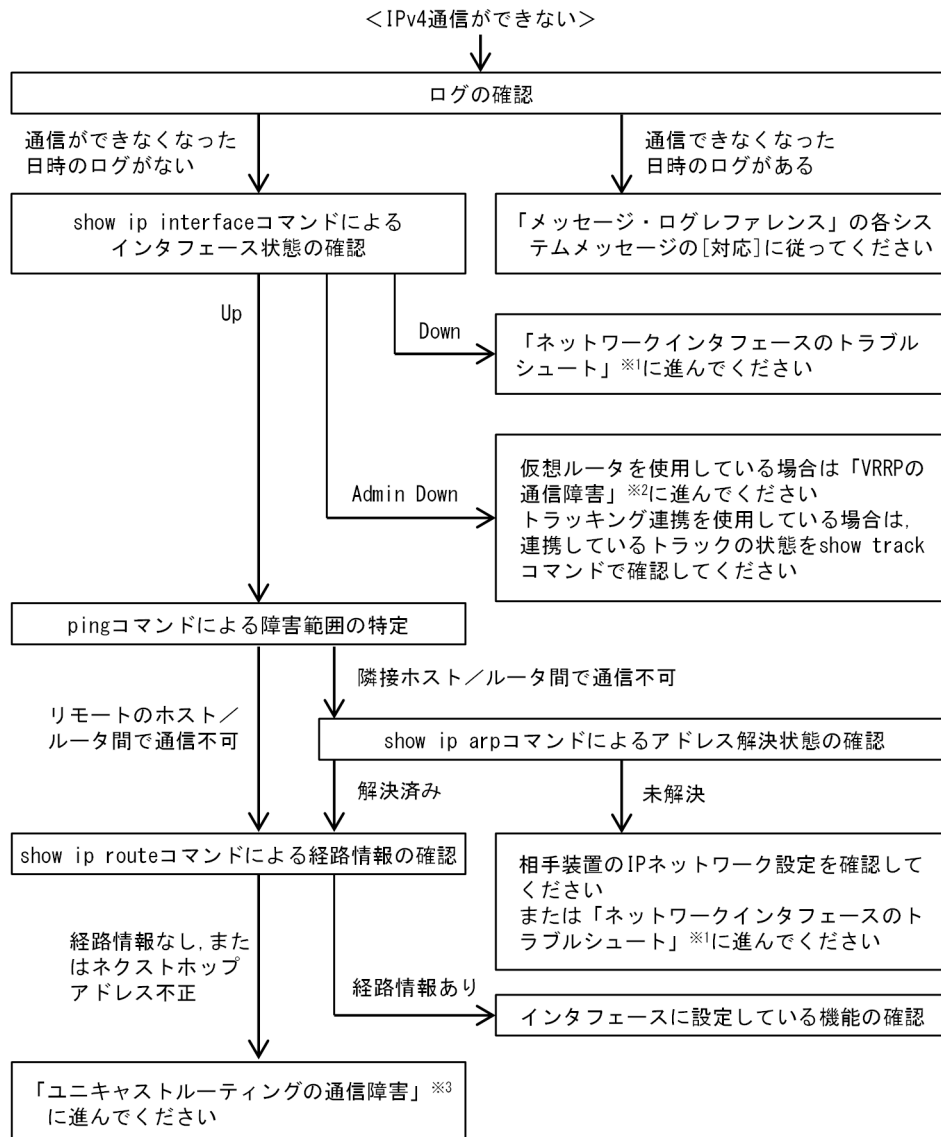 ＜IPv4通信ができない＞
ログの確認
通信ができなくなった
日時のログがない
通信できなくなった
日時のログがある
show ip interfaceコマンドによる
インタフェース状態の確認
「メッセージ・ログレファレンス」の各シス
テムメッセージの[対応]に従ってください
Up
Down
「ネットワークインタフェースのトラブル
シュート」※1に進んでください
Admin Down
仮想ルータを使用している場合は「VRRPの
通信障害」※2に進んでください
トラッキング連携を使用している場合は,
連携しているトラックの状態をshow track
コマンドで確認してください
pingコマンドによる障害範囲の特定
隣接ホスト／ルータ間で通信不可
リモートのホスト／
ルータ間で通信不可
show ip arpコマンドによるアドレス解決状態の確認
解決済み
未解決
show ip routeコマンドによる経路情報の確認
相手装置のIPネットワーク設定を確認して
ください
または「ネットワークインタフェースのト
ラブルシュート」※1に進んでください
経路情報なし,また
はネクストホップ
アドレス不正
経路情報あり
インタフェースに設定している機能の確認
「ユニキャストルーティングの通信障害」※3
に進んでください